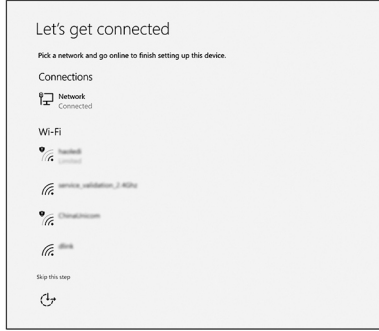 Let's get connected
Pick a network and go online to finish setting up this device.
Connections
Network
Connected
Wi-Fi
Limited
service_validation_2.4Ghz
ChinaUnicom
dlink
Skip this step